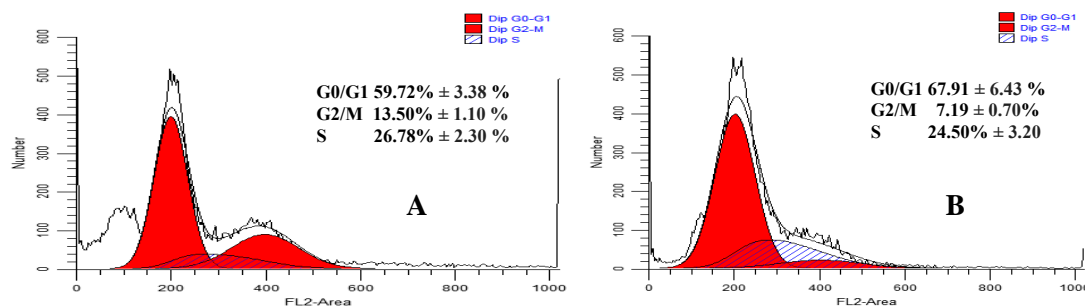 Dip G0-G1
Dip G2-M
Dip S
600
500
400
300
200
100
0
Number
G0/G1 59.72% ± 3.38 %
G2/M 13.50% ± 1.10 %
S 26.78% ± 2.30 %
A
0 200 400 600 800 1000
FL2-Area
Dip G0-G1
Dip G2-M
Dip S
600
500
400
300
200
100
0
Number
G0/G1 67.91 ± 6.43 %
G2/M 7.19 ± 0.70%
S 24.50% ± 3.20
B
0 200 400 600 800 1000
FL2-Area